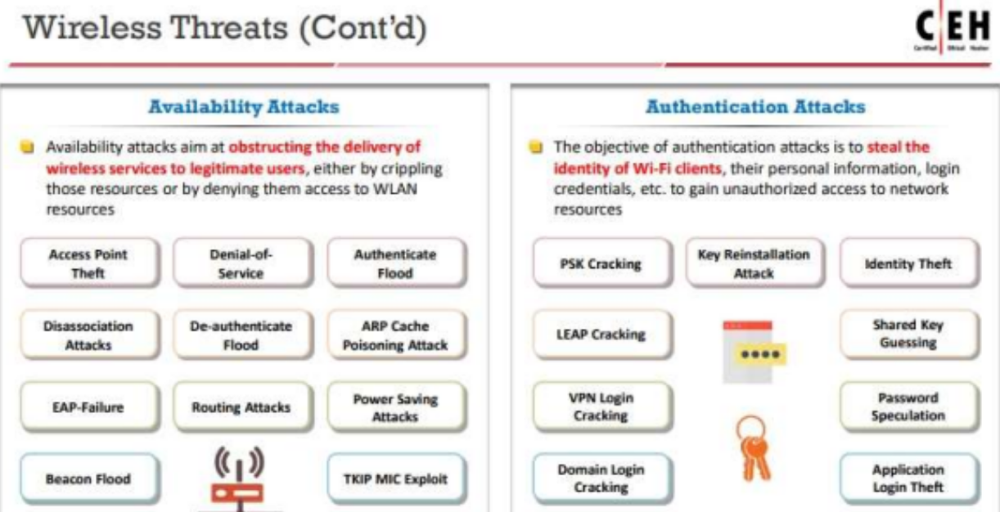 Wireless Threats (Cont'd)
C|EH
Certified Ethical Hacker
Availability Attacks
Availability attacks aim at obstructing the delivery of
wireless services to legitimate users, either by crippling
those resources or by denying them access to WLAN
resources
Access Point
Theft
Denial-of-
Service
Authenticate
Flood
Disassociation
Attacks
De-authenticate
Flood
ARP Cache
Poisoning Attack
EAP-Failure
Routing Attacks
Power Saving
Attacks
Beacon Flood
TKIP MIC Exploit
Authentication Attacks
The objective of authentication attacks is to steal the
identity of Wi-Fi clients, their personal information, login
credentials, etc. to gain unauthorized access to network
resources
PSK Cracking
Key Reinstallation
Attack
Identity Theft
LEAP Cracking
Shared Key
Guessing
VPN Login
Cracking
Password
Speculation
Domain Login
Cracking
Application
Login Theft